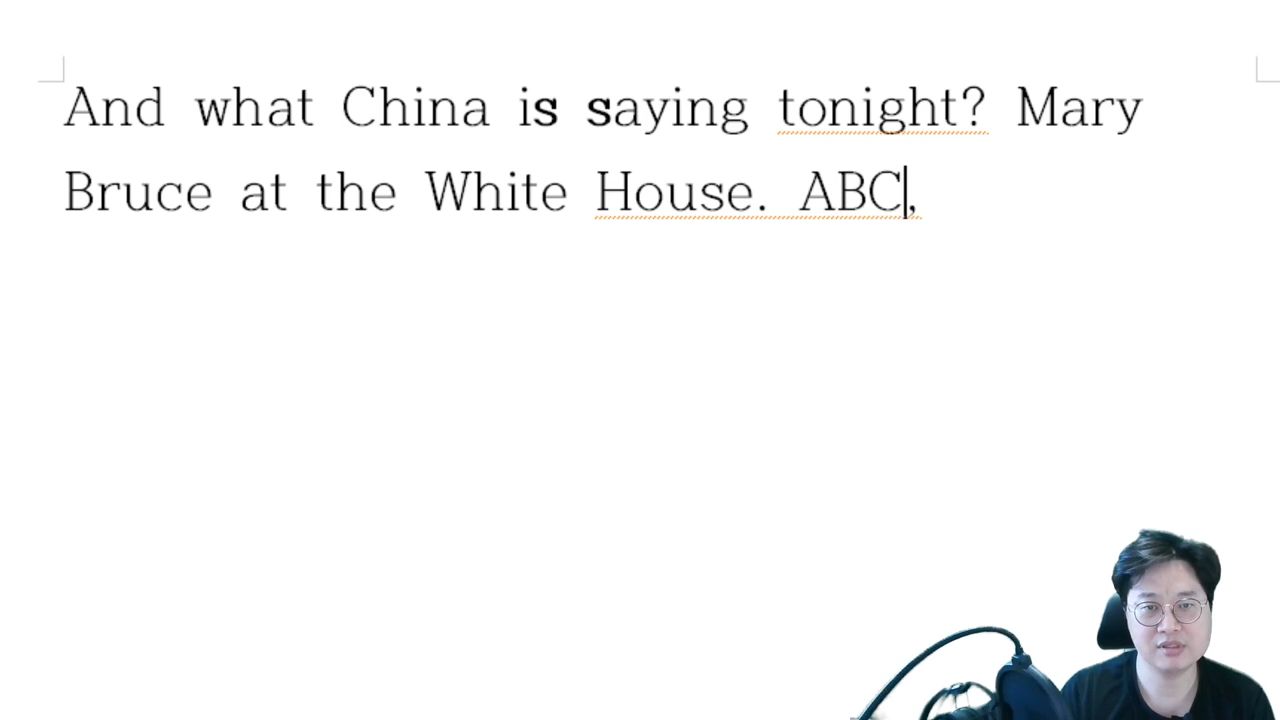 And what China is saying tonight? Mary
Bruce at the White House. ABC,